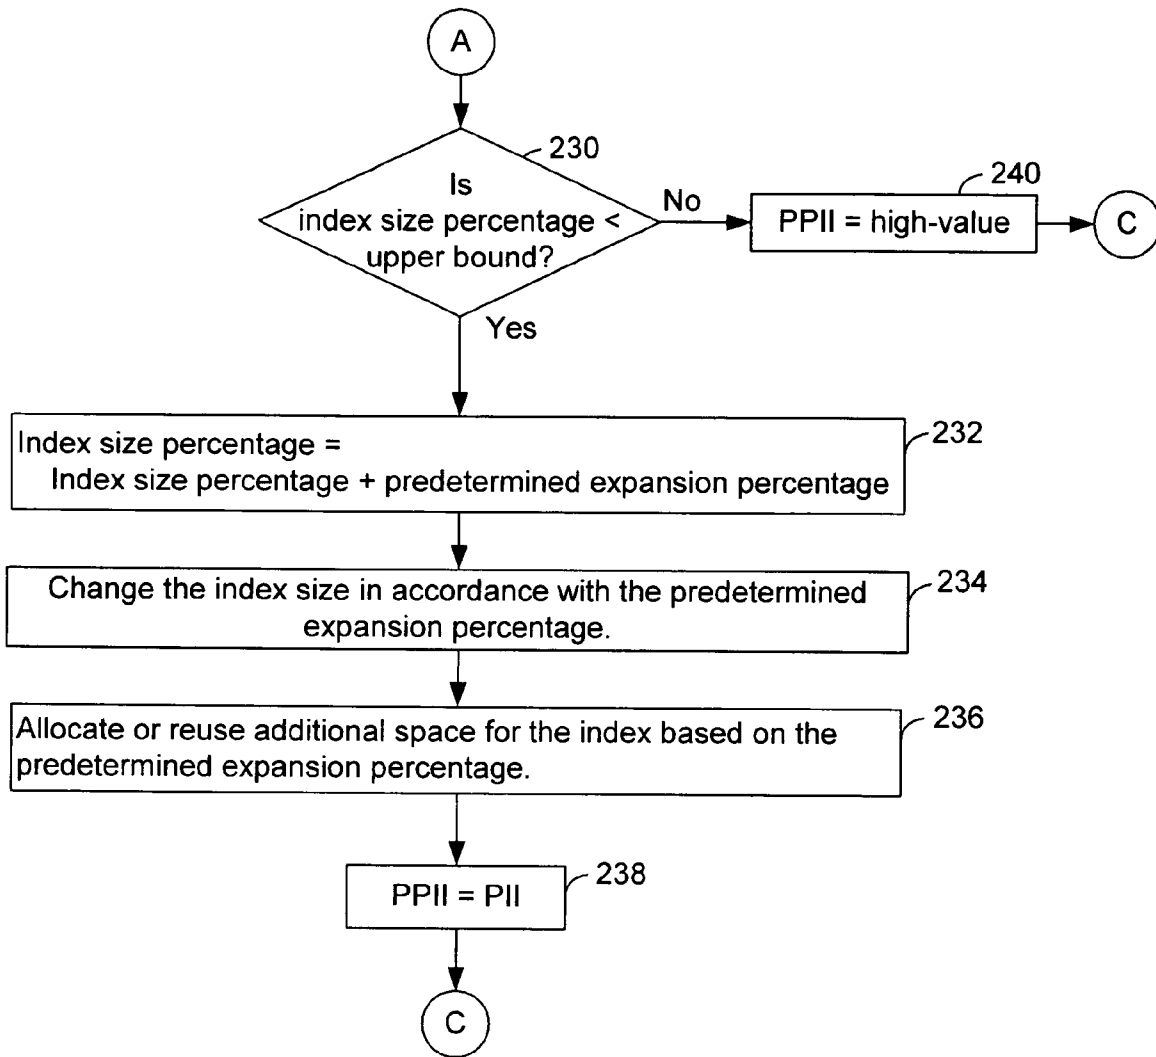 A
230
Is
index size percentage <
upper bound?
No
240
PPII = high-value
C
Yes
232
Index size percentage =
Index size percentage + predetermined expansion percentage
234
Change the index size in accordance with the predetermined
expansion percentage.
236
Allocate or reuse additional space for the index based on the
predetermined expansion percentage.
238
PPII = PII
C